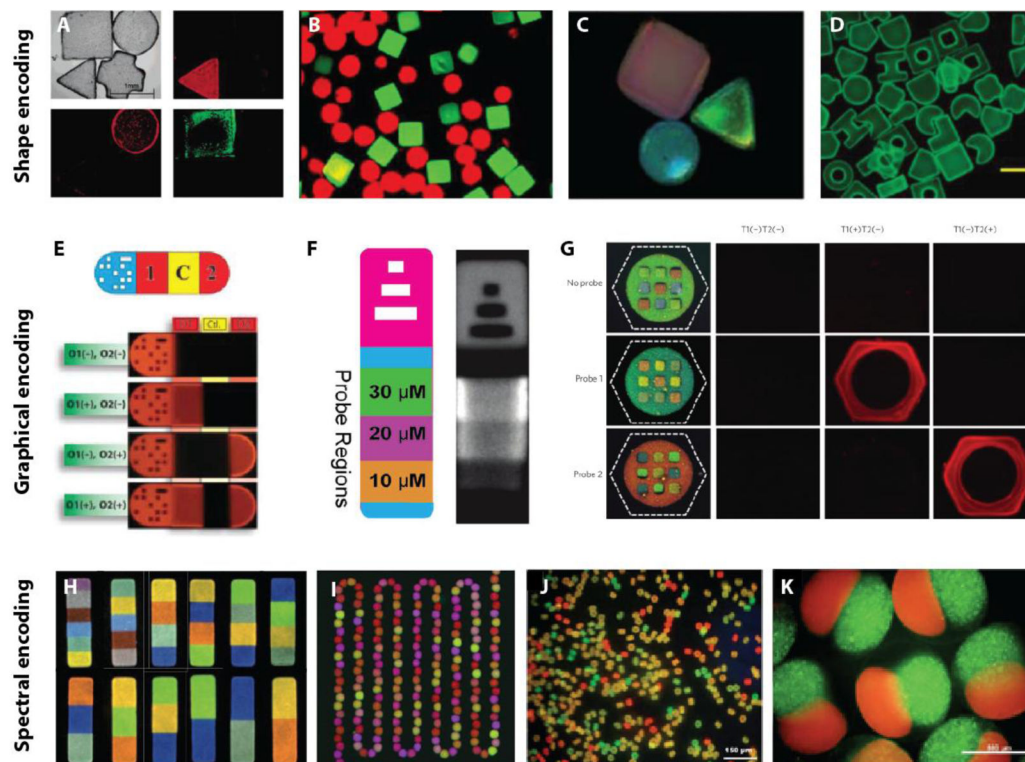 Shape encoding
A
1mm
B
C
D
Graphical encoding
E
1 C 2
Ctl.
O1(-), O2(-)
O1(+), O2(-)
O1(-), O2(+)
O1(+), O2(+)
F
Probe Regions
30 µM
20 µM
10 µM
G
T1(−)T2(−)
T1(+)T2(−)
T1(−)T2(+)
No probe
Probe 1
Probe 2
Spectral encoding
H
I
J
150 µm
K